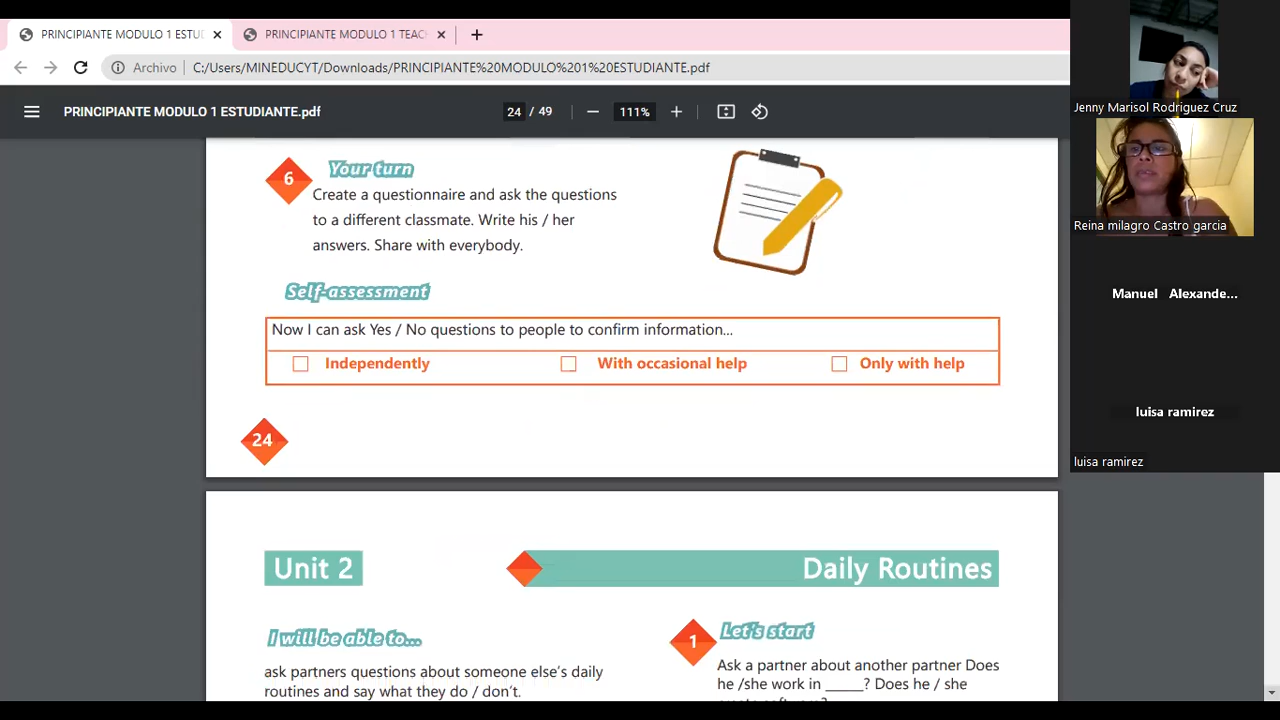 PRINCIPIANTE MODULO 1 ESTUD
PRINCIPIANTE MODULO 1 TEAC
Archivo
C:/Users/MINEDUCYT/Downloads/PRINCIPIANTE%20MODULO%201%20ESTUDIANTE.pdf
PRINCIPIANTE MODULO 1 ESTUDIANTE.pdf
24 / 49
111%
6
Your turn
Create a questionnaire and ask the questions
to a different classmate. Write his / her
answers. Share with everybody.
Self-assessment
Now I can ask Yes / No questions to people to confirm information...
Independently
With occasional help
Only with help
24
Unit 2
Daily Routines
I will be able to...
ask partners questions about someone else's daily
routines and say what they do / don't.
1
Let's start
Ask a partner about another partner Does
he /she work in _____? Does he / she
Jenny Marisol Rodriguez Cruz
Reina milagro Castro garcia
Manuel Alexande...
luisa ramirez
luisa ramirez